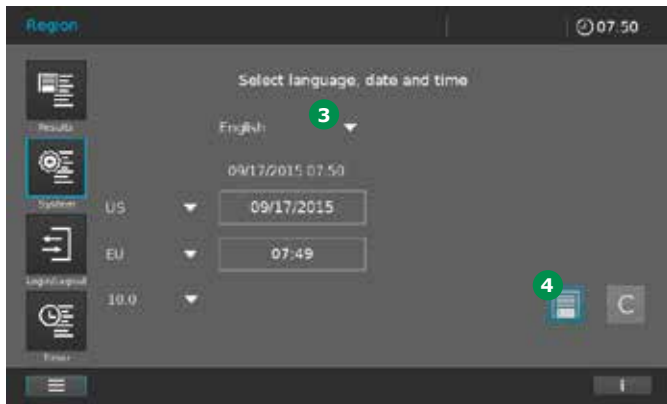 Region
07:50
Select language, date and time
Results
3
English
09/17/2015 07:50
System
US
09/17/2015
EU
07:49
Login/Logout
4
10.0
C
Timer
i